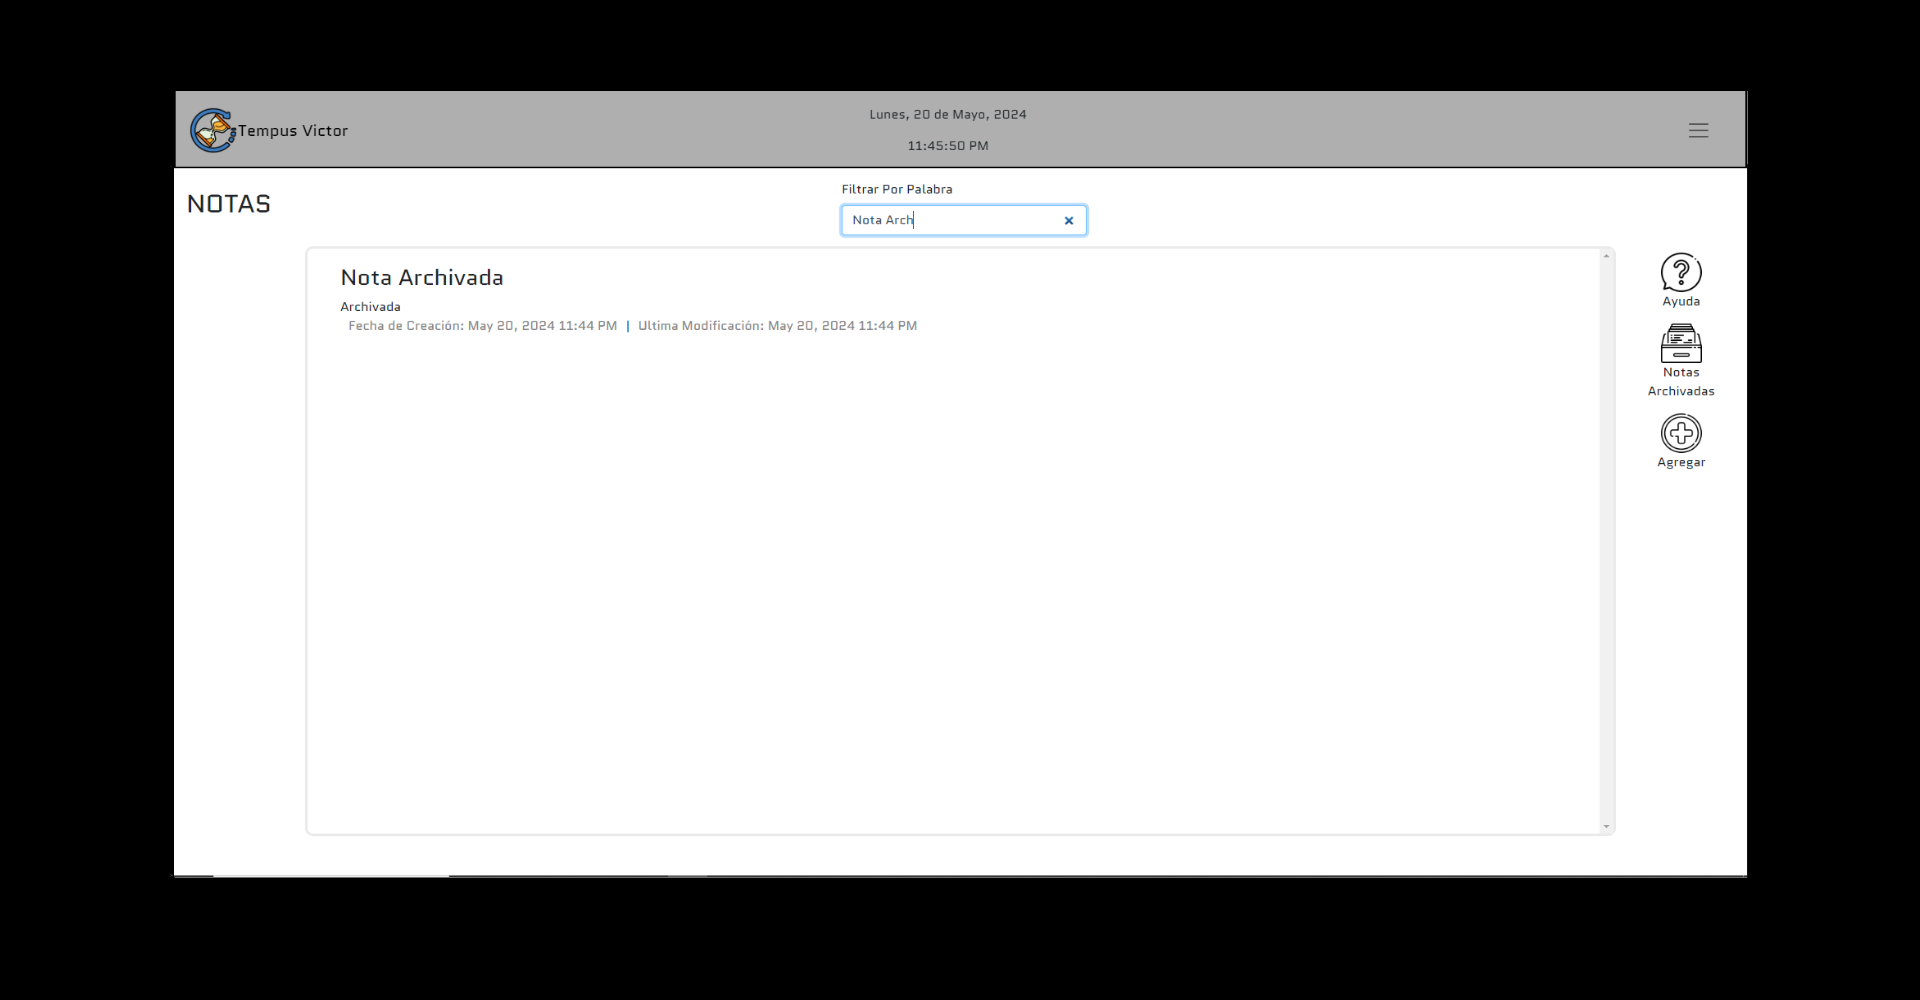 Tempus Victor
Lunes, 20 de Mayo, 2024
11:45:50 PM
NOTAS
Filtrar Por Palabra
Nota Arch
Nota Archivada
Archivada
Fecha de Creación: May 20, 2024 11:44 PM | Ultima Modificación: May 20, 2024 11:44 PM
Ayuda
Notas
Archivadas
Agregar